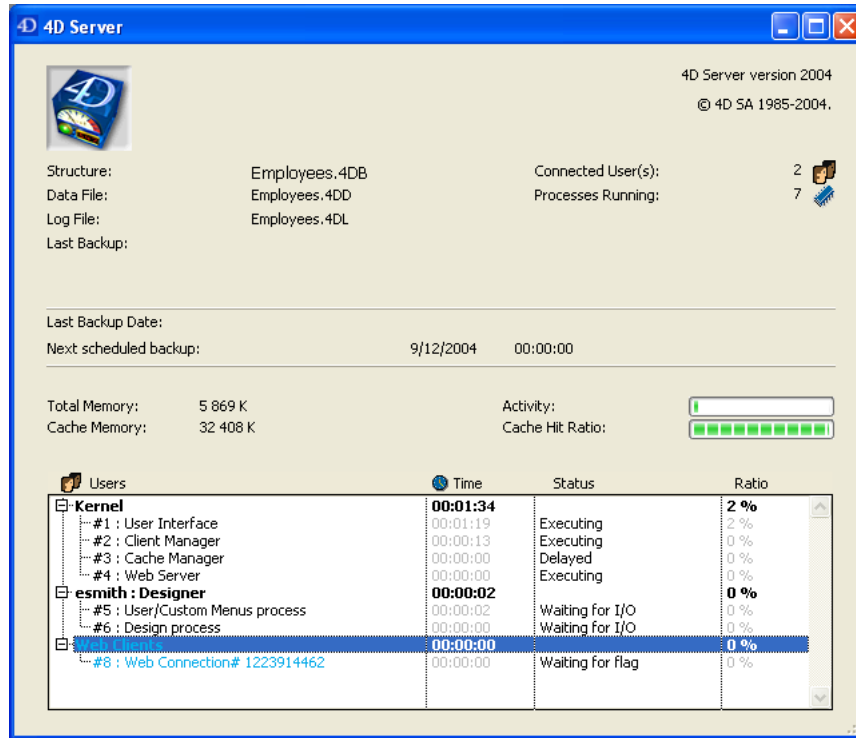 4D 4D Server
4D
4D Server version 2004
© 4D SA 1985-2004.
Structure: Employees.4DB Connected User(s): 2
Data File: Employees.4DD Processes Running: 7
Log File: Employees.4DL
Last Backup:
Last Backup Date:
Next scheduled backup: 9/12/2004 00:00:00
Total Memory: 5 869 K Activity:
Cache Memory: 32 408 K Cache Hit Ratio:
Users Time Status Ratio
Kernel 00:01:34 2 %
#1 : User Interface 00:01:19 Executing 2 %
#2 : Client Manager 00:00:13 Executing 0 %
#3 : Cache Manager 00:00:00 Delayed 0 %
#4 : Web Server 00:00:00 Executing 0 %
esmith : Designer 00:00:02 0 %
#5 : User/Custom Menus process 00:00:02 Waiting for I/O 0 %
#6 : Design process 00:00:00 Waiting for I/O 0 %
Web Clients 00:00:00 0 %
#8 : Web Connection# 1223914462 00:00:00 Waiting for flag 0 %